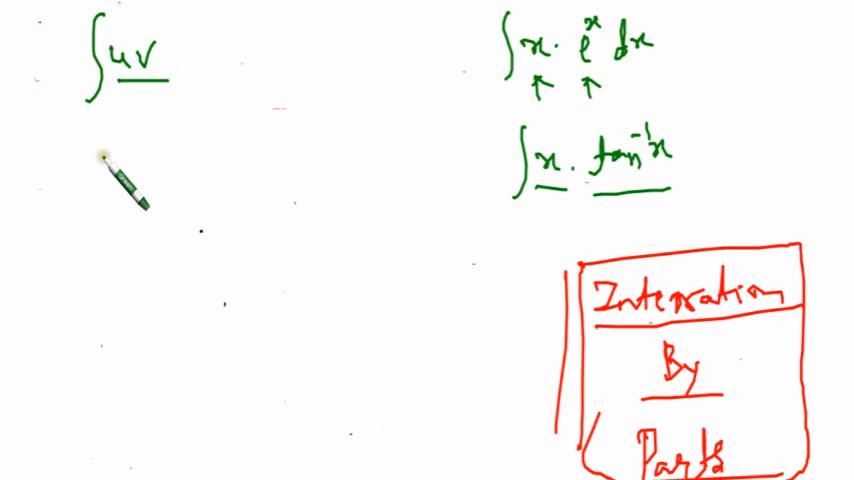 ∫uv
∫x. eˣ dx
∫x. tan⁻¹x
Integration
By
Parts